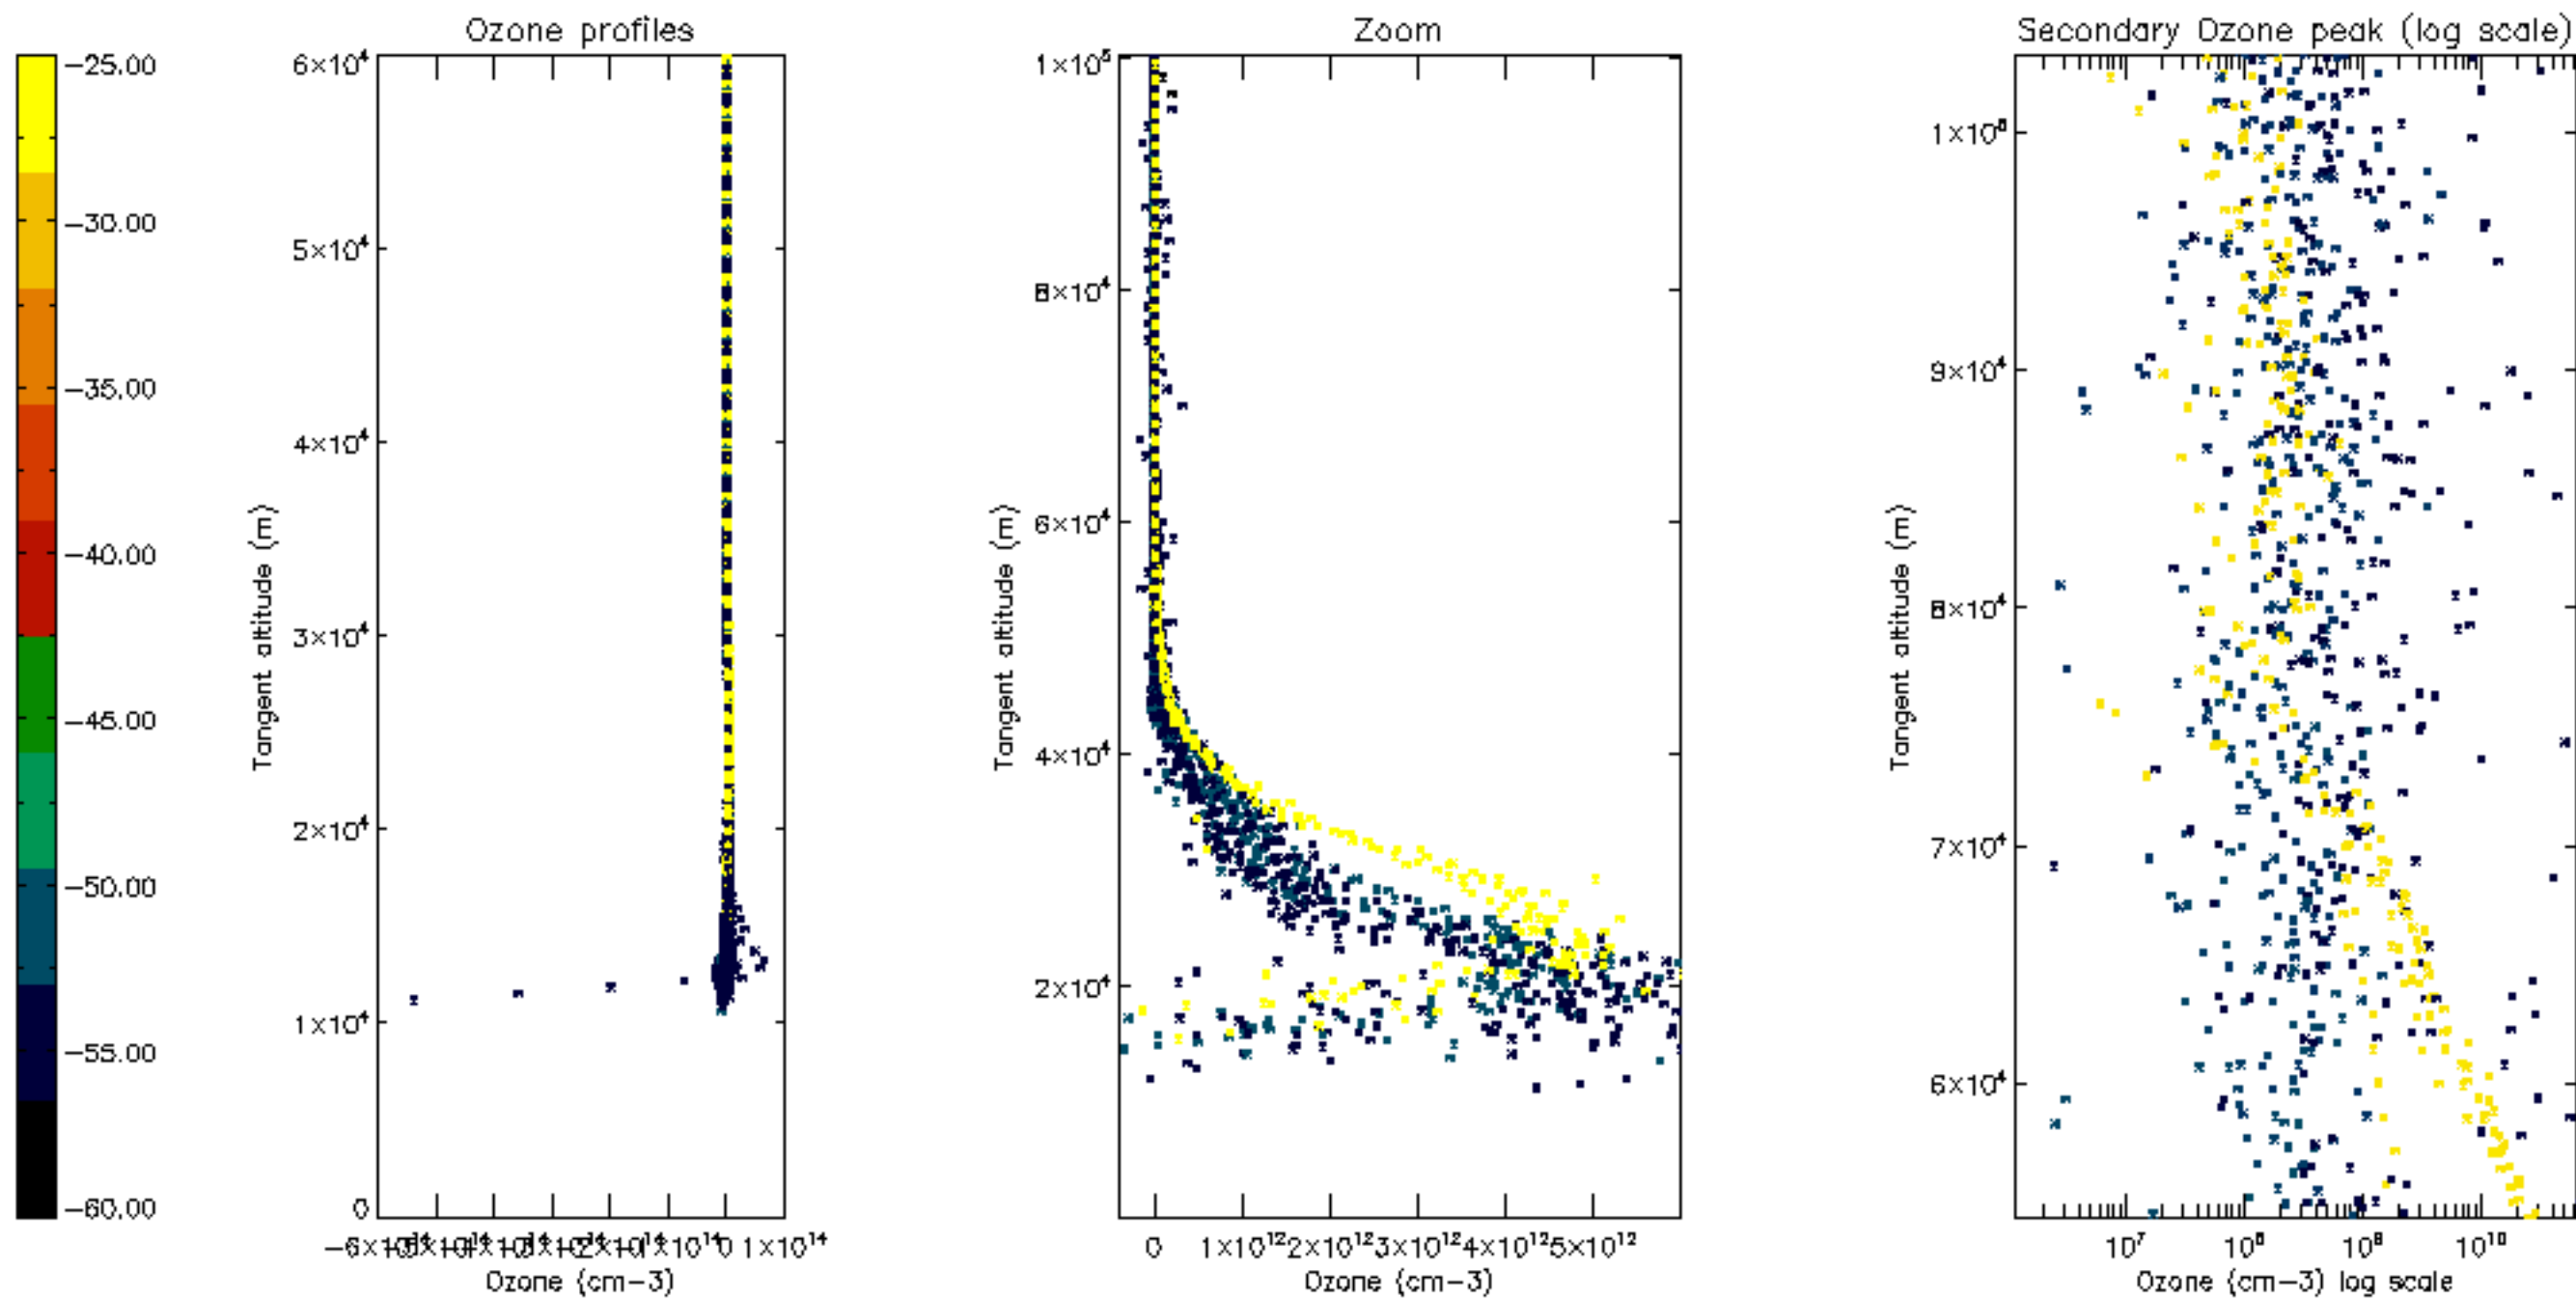 Ozone profiles
Zoom
Secondary Ozone peak (log scale)
-25.00
-30.00
-35.00
-40.00
-45.00
-50.00
-55.00
-60.00
Tangent altitude (m)
6×10⁴
5×10⁴
4×10⁴
3×10⁴
2×10⁴
1×10⁴
0
0 1×10¹⁴
Ozone (cm-3)
Tangent altitude (m)
1×10⁵
8×10⁴
6×10⁴
4×10⁴
2×10⁴
0 1×10¹² 2×10¹² 3×10¹² 4×10¹² 5×10¹²
Ozone (cm-3)
Tangent altitude (m)
9×10⁴
8×10⁴
7×10⁴
6×10⁴
10⁷ 10⁸ 10⁹ 10¹⁰
Ozone (cm-3) log scale